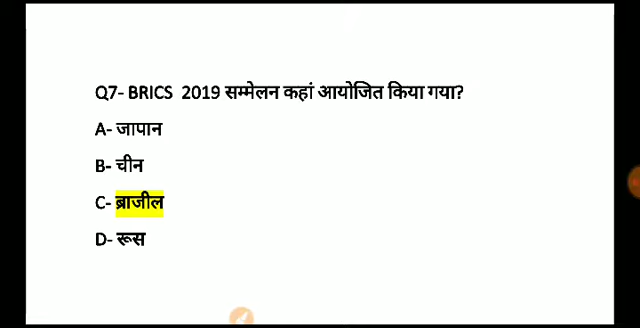 Q7- BRICS 2019 सम्मेलन कहां आयोजित किया गया?
A- जापान
B- चीन
C- ब्राजील
D- रूस